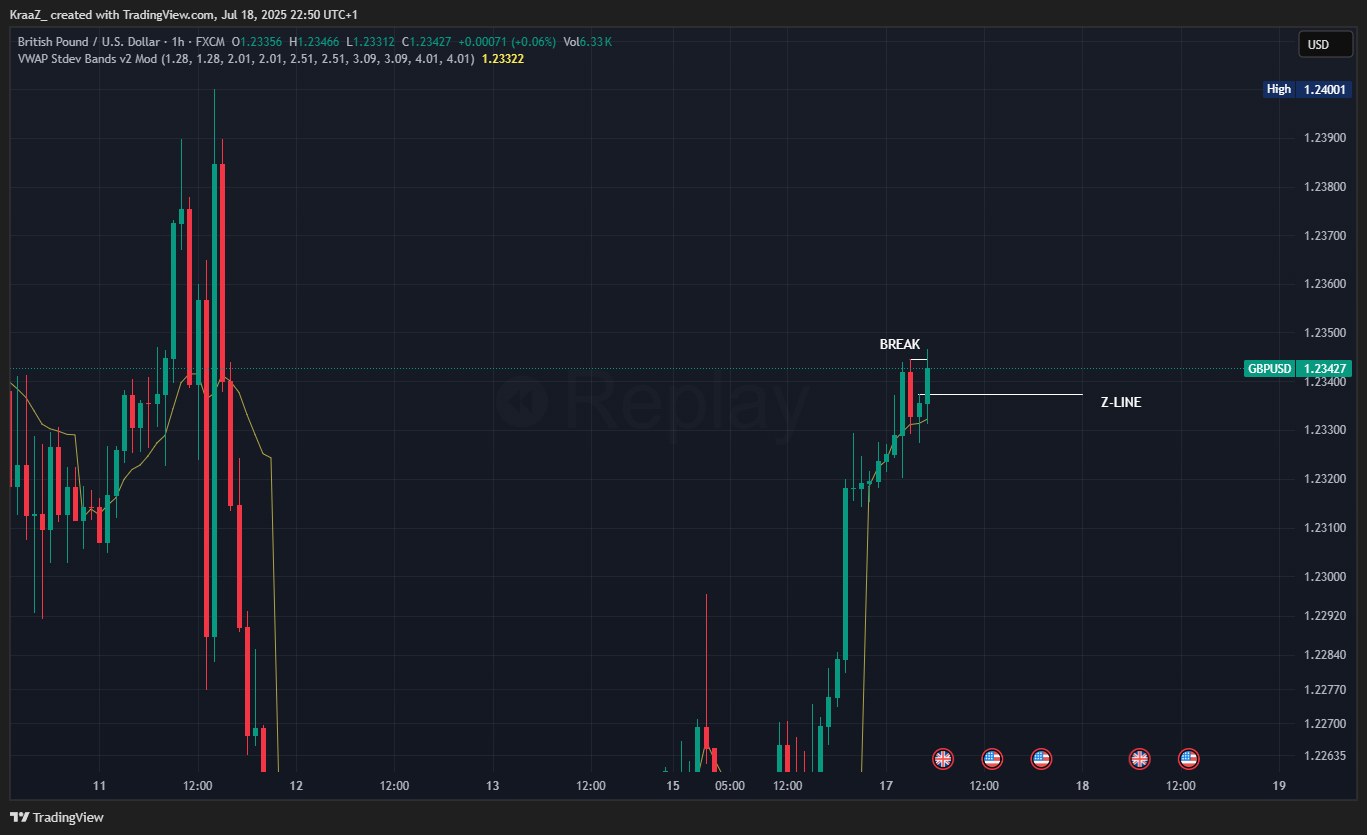 KraaZ_ created with TradingView.com, Jul 18, 2025 22:50 UTC+1
British Pound / U.S. Dollar · 1h · FXCM O1.23356 H1.23466 L1.23312 C1.23427 +0.00071 (+0.06%) Vol6.33 K
VWAP Stdev Bands v2 Mod (1.28, 1.28, 2.01, 2.01, 2.51, 2.51, 3.09, 3.09, 4.01, 4.01) 1.23322
USD
High 1.24001
1.23900
1.23800
1.23700
1.23600
1.23500
BREAK
GBPUSD 1.23427
1.23400
Replay
Z-LINE
1.23300
1.23200
1.23100
1.23000
1.22920
1.22840
1.22770
1.22700
1.22635
11 12:00 12 12:00 13 12:00 15 05:00 12:00 17 12:00 18 12:00 19
TradingView